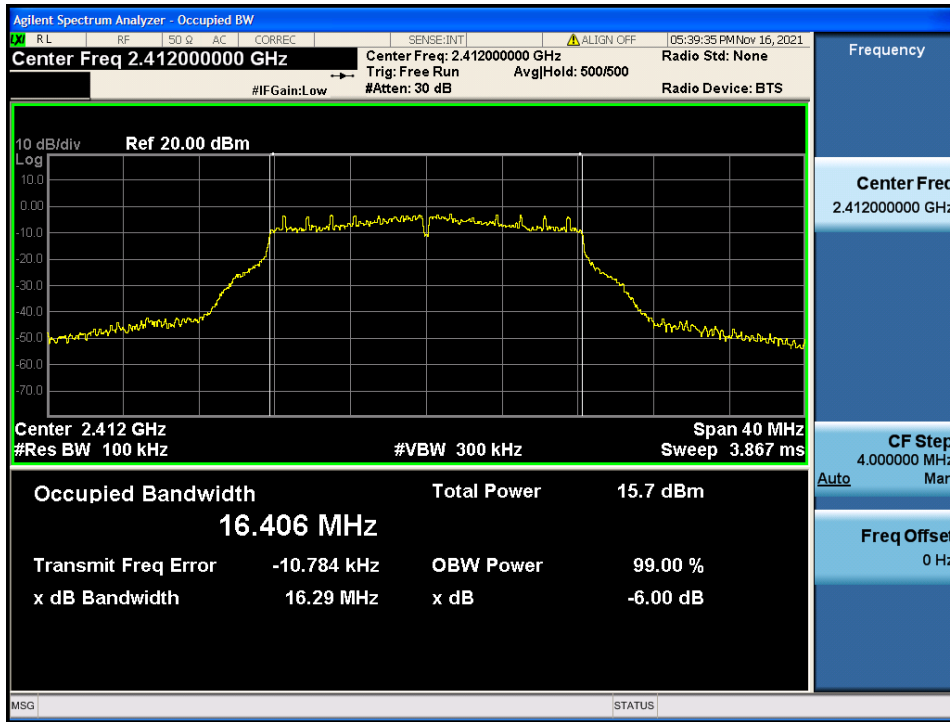 Agilent Spectrum Analyzer - Occupied BW
LXI RL RF 50 Ω AC CORREC SENSE:INT ALIGN OFF 05:39:35 PM Nov 16, 2021
Center Freq 2.412000000 GHz
Center Freq: 2.412000000 GHz
Radio Std: None
Trig: Free Run Avg|Hold: 500/500
#IFGain:Low
#Atten: 30 dB
Radio Device: BTS
10 dB/div Ref 20.00 dBm
Log
10.0
0.00
-10.0
-20.0
-30.0
-40.0
-50.0
-60.0
-70.0
Center 2.412 GHz Span 40 MHz
#Res BW 100 kHz #VBW 300 kHz Sweep 3.867 ms
Occupied Bandwidth Total Power 15.7 dBm
16.406 MHz
Transmit Freq Error -10.784 kHz OBW Power 99.00 %
x dB Bandwidth 16.29 MHz x dB -6.00 dB
Frequency
Center Freq
2.412000000 GHz
CF Step
4.000000 MHz
Auto Man
Freq Offset
0 Hz
MSG STATUS